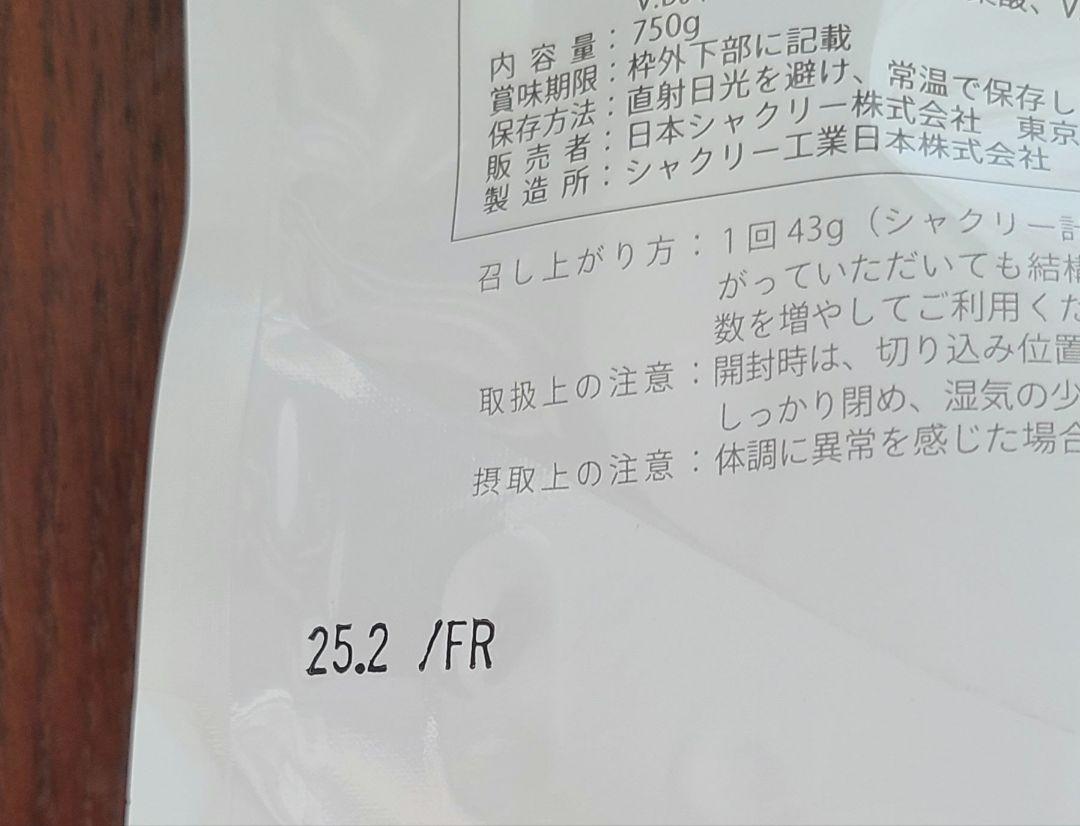 内容量：750g
賞味期限：枠外下部に記載
保存方法：直射日光を避け、常温で保存し
販売者：日本シャクリー株式会社　東京
製造所：シャクリー工業日本株式会社
召し上がり方：1回43g（シャクリー計
がっていただいても結構
数を増やしてご利用くだ
取扱上の注意：開封時は、切り込み位置
しっかり閉め、湿気の少
摂取上の注意：体調に異常を感じた場合
25.2 /FR